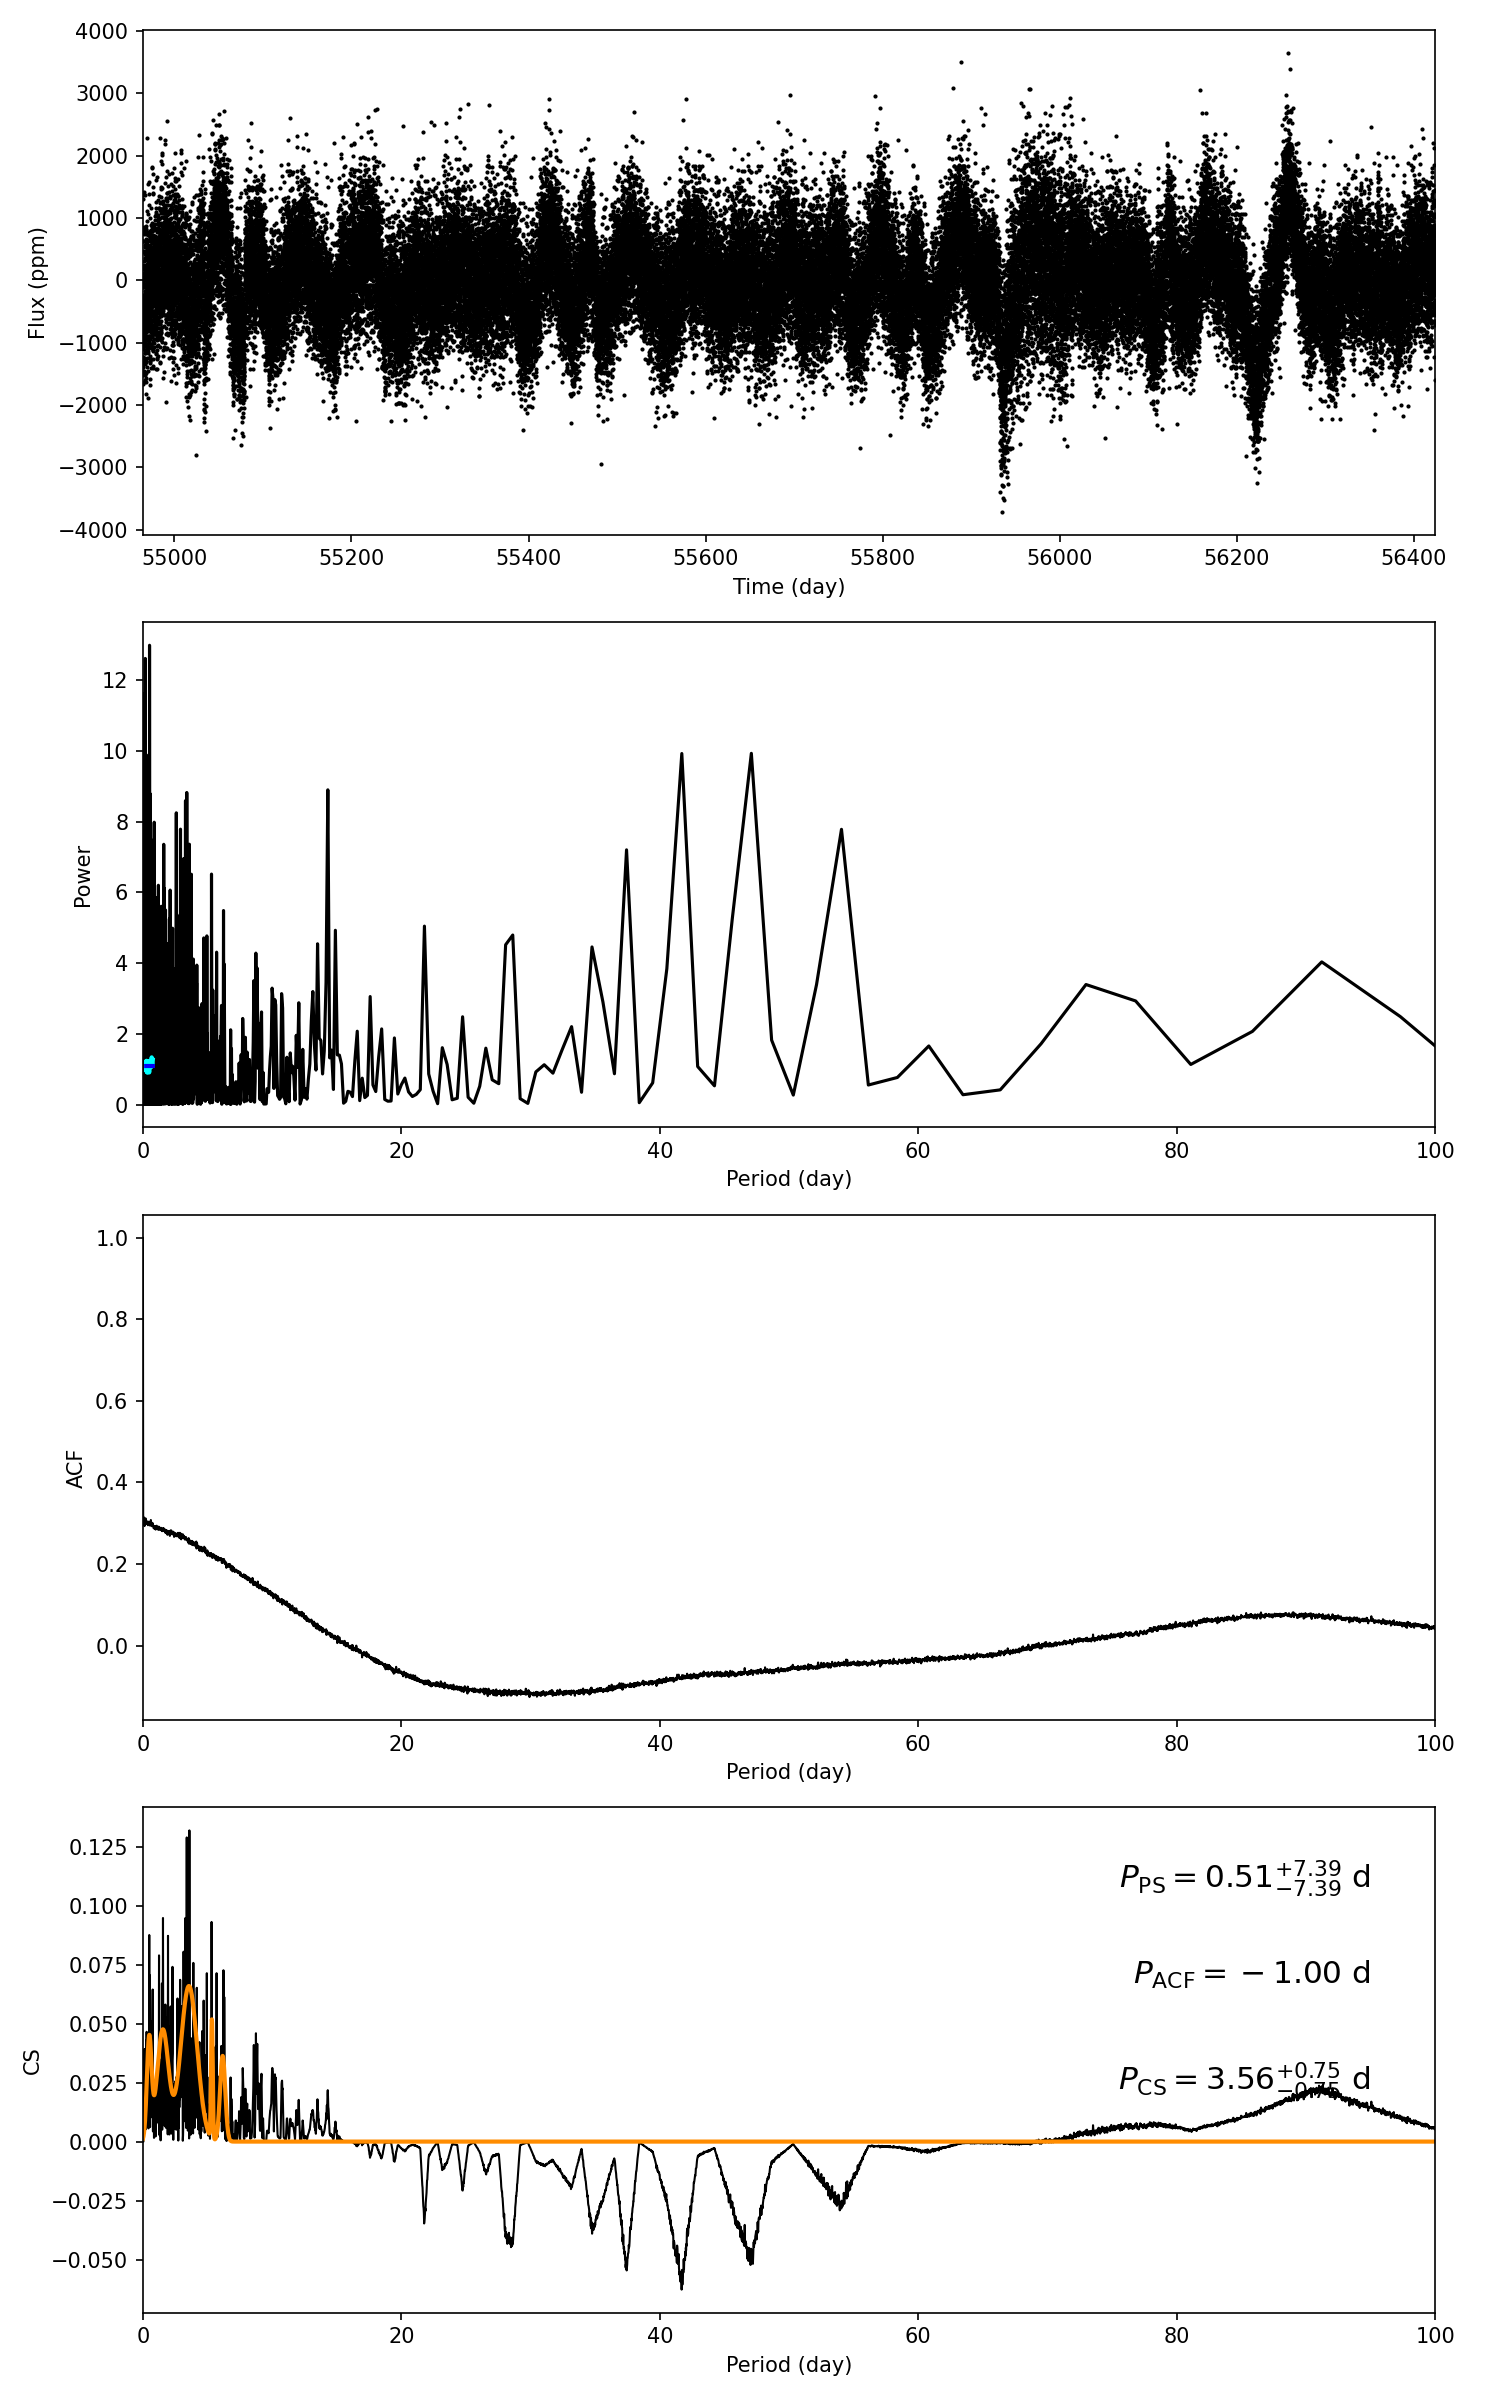 4000
3000
2000
1000
0
−1000
−2000
−3000
−4000
Flux (ppm)
55000 55200 55400 55600 55800 56000 56200 56400
Time (day)
12
10
8
6
4
2
0
Power
0 20 40 60 80 100
Period (day)
1.0
0.8
0.6
0.4
0.2
0.0
ACF
0 20 40 60 80 100
Period (day)
0.125
0.100
0.075
0.050
0.025
0.000
−0.025
−0.050
CS
P_PS = 0.51 +7.39 −7.39 d
P_ACF = −1.00 d
P_CS = 3.56 +0.75 −0.75 d
0 20 40 60 80 100
Period (day)